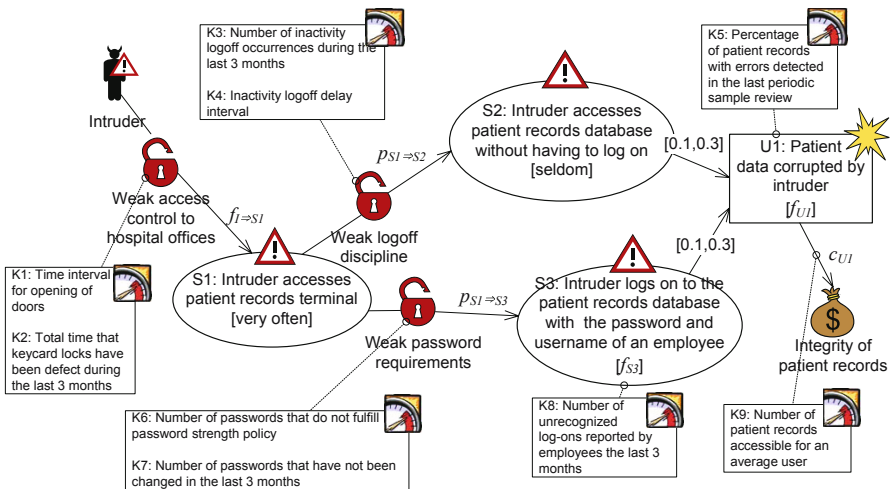 K3: Number of inactivity
logoff occurrences during the
last 3 months
K4: Inactivity logoff delay
interval
K5: Percentage
of patient records
with errors detected
in the last periodic
sample review
Intruder
S2: Intruder accesses
patient records database
without having to log on
[seldom]
[0.1,0.3]
U1: Patient
data corrupted by
intruder
[fU1]
pS1⇒S2
Weak access
control to
hospital offices
fI⇒S1
Weak logoff
discipline
[0.1,0.3]
cU1
K1: Time interval
for opening of
doors
K2: Total time that
keycard locks have
been defect during
the last 3 months
S1: Intruder accesses
patient records terminal
[very often]
pS1⇒S3
Weak password
requirements
S3: Intruder logs on to the
patient records database
with the password and
username of an employee
[fS3]
$
Integrity of
patient records
K6: Number of passwords that do not fulfill
password strength policy
K7: Number of passwords that have not been
changed in the last 3 months
K8: Number of
unrecognized
log-ons reported by
employees the last 3
months
K9: Number of
patient records
accessible for an
average user